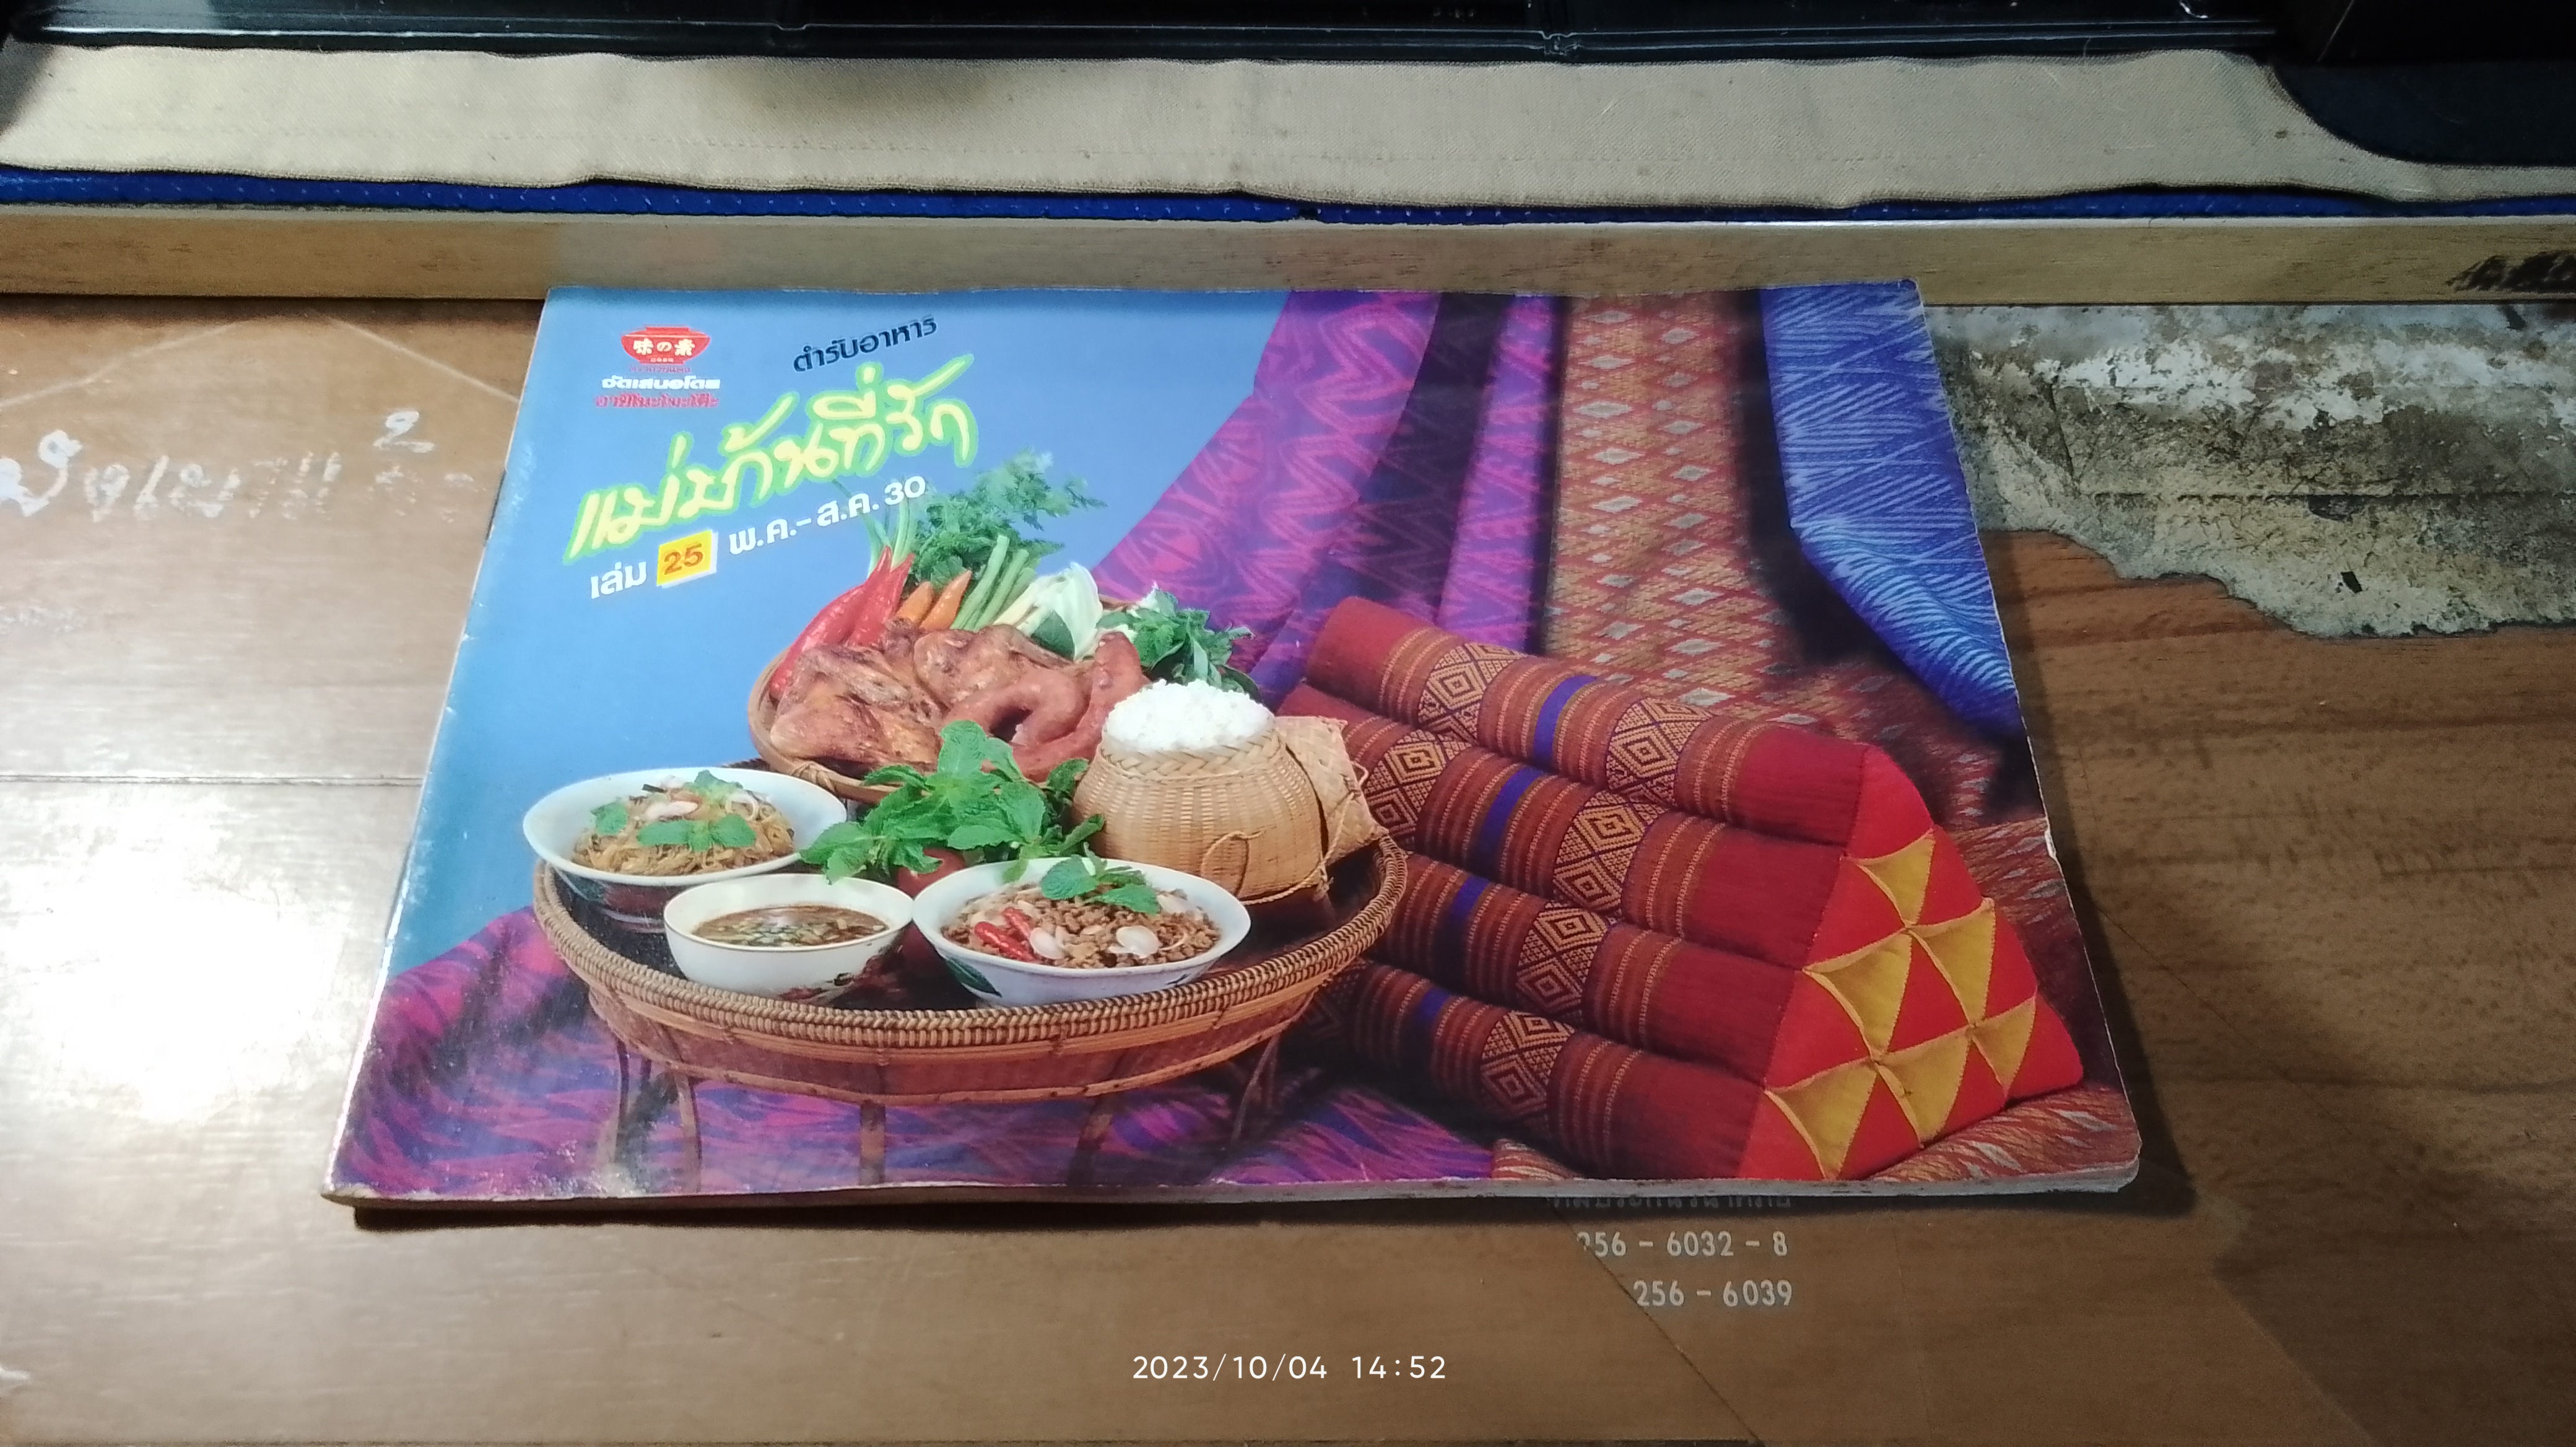 味の素
จัดเสนอโดย
อายิโนะโมะโต๊ะ
ตำรับอาหาร
แม่บ้านที่รัก
เล่ม 25 พ.ค.-ส.ค. 30
256 - 6032 - 8
256 - 6039
2023/10/04 14:52